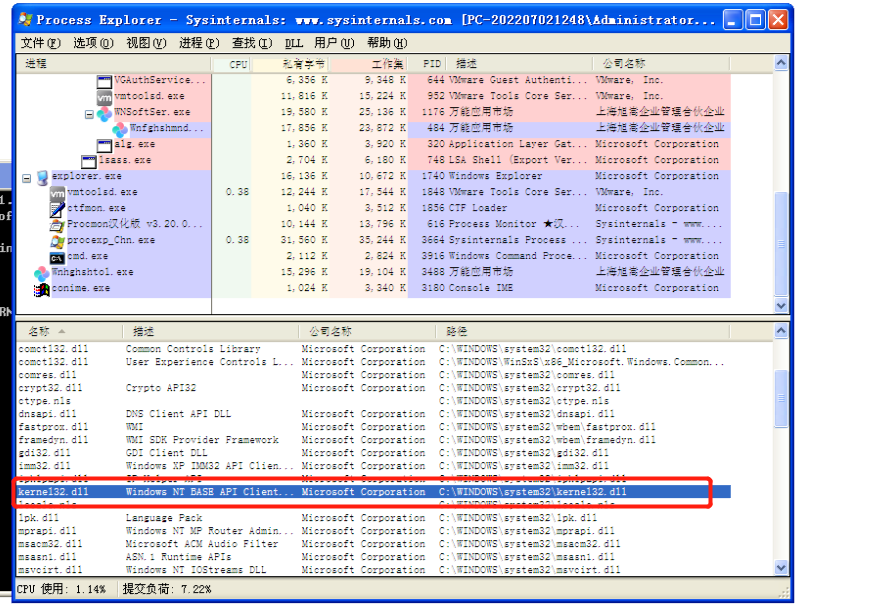 Process Explorer - Sysinternals: www.sysinternals.com [PC-202207021248\Administrator...
文件(F) 选项(O) 视图(V) 进程(P) 查找(I) DLL 用户(U) 帮助(H)
进程 CPU 私有字节 工作集 PID 描述 公司名称
VGAuthService... 6,356 K 9,348 K 644 VMware Guest Authenti... VMware, Inc.
vmtoolsd.exe 11,816 K 15,224 K 952 VMware Tools Core Ser... VMware, Inc.
WNSoftSer.exe 19,580 K 25,136 K 1176 万能应用市场 上海旭嵩企业管理合伙企业
Wnfghshmnd... 17,856 K 23,872 K 484 万能应用市场 上海旭嵩企业管理合伙企业
alg.exe 1,360 K 3,920 K 320 Application Layer Gat... Microsoft Corporation
lsass.exe 2,704 K 6,180 K 748 LSA Shell (Export Ver... Microsoft Corporation
explorer.exe 16,136 K 10,672 K 1740 Windows Explorer Microsoft Corporation
vmtoolsd.exe 0.38 12,244 K 17,544 K 1848 VMware Tools Core Ser... VMware, Inc.
ctfmon.exe 1,040 K 3,512 K 1856 CTF Loader Microsoft Corporation
Procmon汉化版 v3.20.0... 10,144 K 13,796 K 616 Process Monitor ★汉... Sysinternals - www....
procexp_Chn.exe 0.38 31,560 K 35,244 K 3664 Sysinternals Process ... Sysinternals - www....
cmd.exe 2,112 K 2,824 K 3916 Windows Command Proce... Microsoft Corporation
Wnhghshtol.exe 15,296 K 19,104 K 3488 万能应用市场 上海旭嵩企业管理合伙企业
conime.exe 1,024 K 3,340 K 3180 Console IME Microsoft Corporation
名称 描述 公司名称 路径
comctl32.dll Common Controls Library Microsoft Corporation C:\WINDOWS\system32\comctl32.dll
comctl32.dll User Experience Controls L... Microsoft Corporation C:\WINDOWS\WinSxS\x86_Microsoft.Windows.Common...
comres.dll Microsoft Corporation C:\WINDOWS\system32\comres.dll
crypt32.dll Crypto API32 Microsoft Corporation C:\WINDOWS\system32\crypt32.dll
ctype.nls C:\WINDOWS\system32\ctype.nls
dnsapi.dll DNS Client API DLL Microsoft Corporation C:\WINDOWS\system32\dnsapi.dll
fastprox.dll WMI Microsoft Corporation C:\WINDOWS\system32\wbem\fastprox.dll
framedyn.dll WMI SDK Provider Framework Microsoft Corporation C:\WINDOWS\system32\wbem\framedyn.dll
gdi32.dll GDI Client DLL Microsoft Corporation C:\WINDOWS\system32\gdi32.dll
imm32.dll Windows XP IMM32 API Clien... Microsoft Corporation C:\WINDOWS\system32\imm32.dll
kernel32.dll Windows NT BASE API Client... Microsoft Corporation C:\WINDOWS\system32\kernel32.dll
lpk.dll Language Pack Microsoft Corporation C:\WINDOWS\system32\lpk.dll
mprapi.dll Windows NT MP Router Admin... Microsoft Corporation C:\WINDOWS\system32\mprapi.dll
msacm32.dll Microsoft ACM Audio Filter Microsoft Corporation C:\WINDOWS\system32\msacm32.dll
msasn1.dll ASN.1 Runtime APIs Microsoft Corporation C:\WINDOWS\system32\msasn1.dll
msvcirt.dll Windows NT IOStreams DLL Microsoft Corporation C:\WINDOWS\system32\msvcirt.dll
CPU 使用: 1.14% 提交负荷: 7.22%